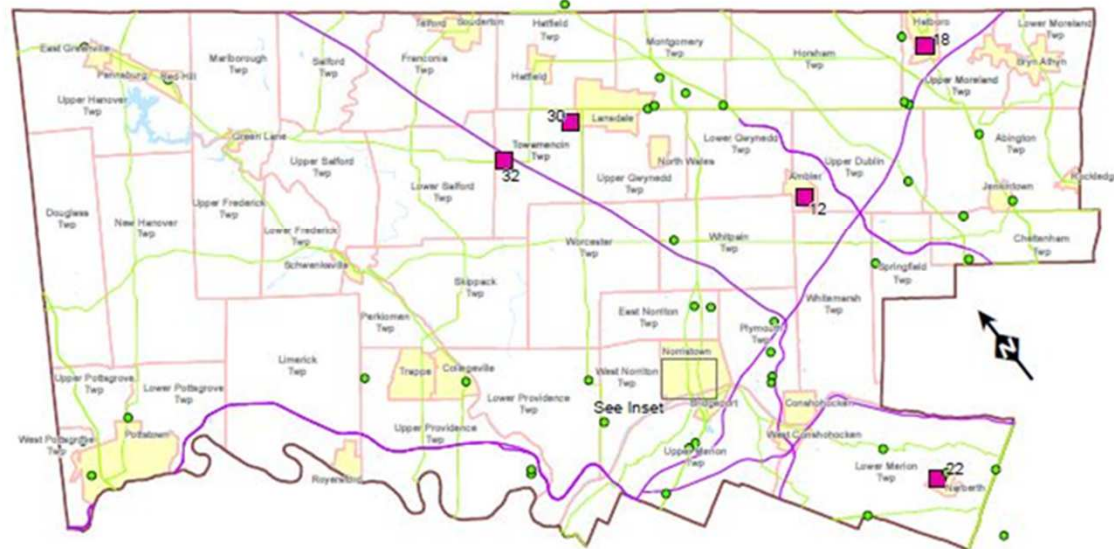 Telford
Souderton
Hatfield
Twp
Montgomery
Twp
Horsham
Twp
Hatboro
18
Lower Moreland
Twp
Bryn Athyn
East Greenville
Pennsburg
Red Hill
Marlborough
Twp
Salford
Twp
Franconia
Twp
Hatfield
Upper Moreland
Twp
Upper Hanover
Twp
Green Lane
30
Lansdale
Towamencin
Twp
32
Lower Gwynedd
Twp
Abington
Twp
Upper Salford
Twp
Lower Salford
Twp
North Wales
Upper Gwynedd
Twp
Ambler
12
Upper Dublin
Twp
Jenkintown
Rockledg
Douglass
Twp
New Hanover
Twp
Upper Frederick
Twp
Lower Frederick
Twp
Schwenksville
Worcester
Twp
Whitpain
Twp
Cheltenham
Twp
Springfield
Twp
Skippack
Twp
Whitemarsh
Twp
Perkiomen
Twp
East Norriton
Twp
Plymouth
Twp
N
Limerick
Twp
Trappe
Collegeville
West Norriton
Twp
Norristown
Upper Pottsgrove
Twp
Lower Pottsgrove
Twp
Lower Providence
Twp
See Inset
Bridgeport
Conshohocken
West Pottsgrove
Twp
Pottstown
Upper Providence
Twp
West Conshohocken
Royersford
Upper Merion
Twp
Lower Merion
Twp
22
Narberth